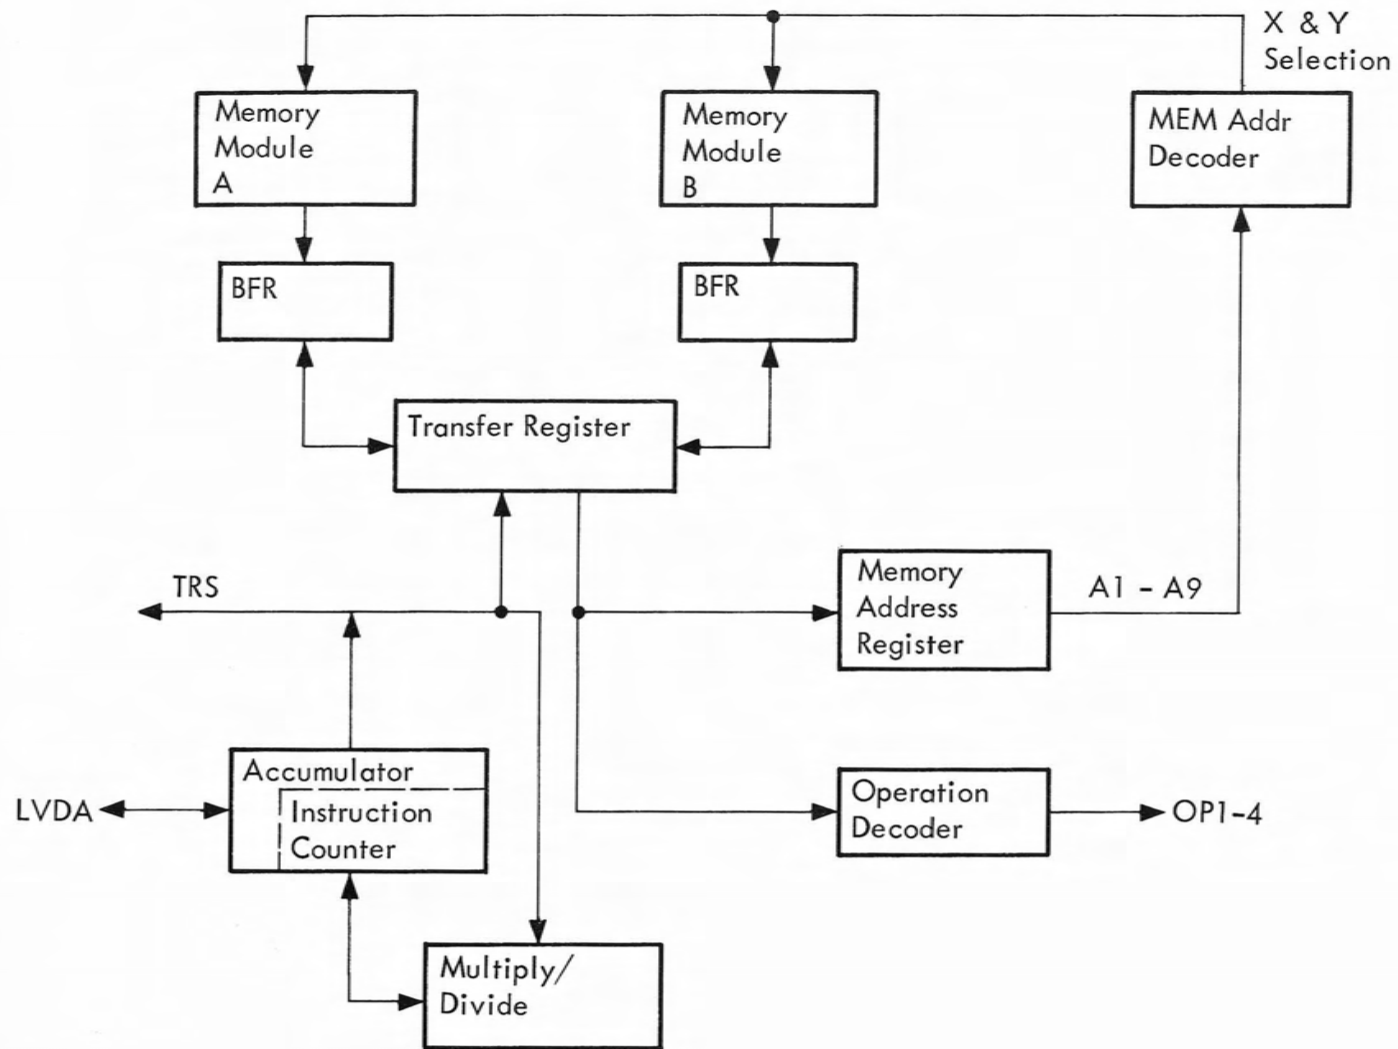 X & Y
Selection
Memory
Module
A
Memory
Module
B
MEM Addr
Decoder
BFR
BFR
Transfer Register
TRS
Memory
Address
Register
A1 - A9
Accumulator
Instruction
Counter
LVDA
Operation
Decoder
OP1-4
Multiply/
Divide